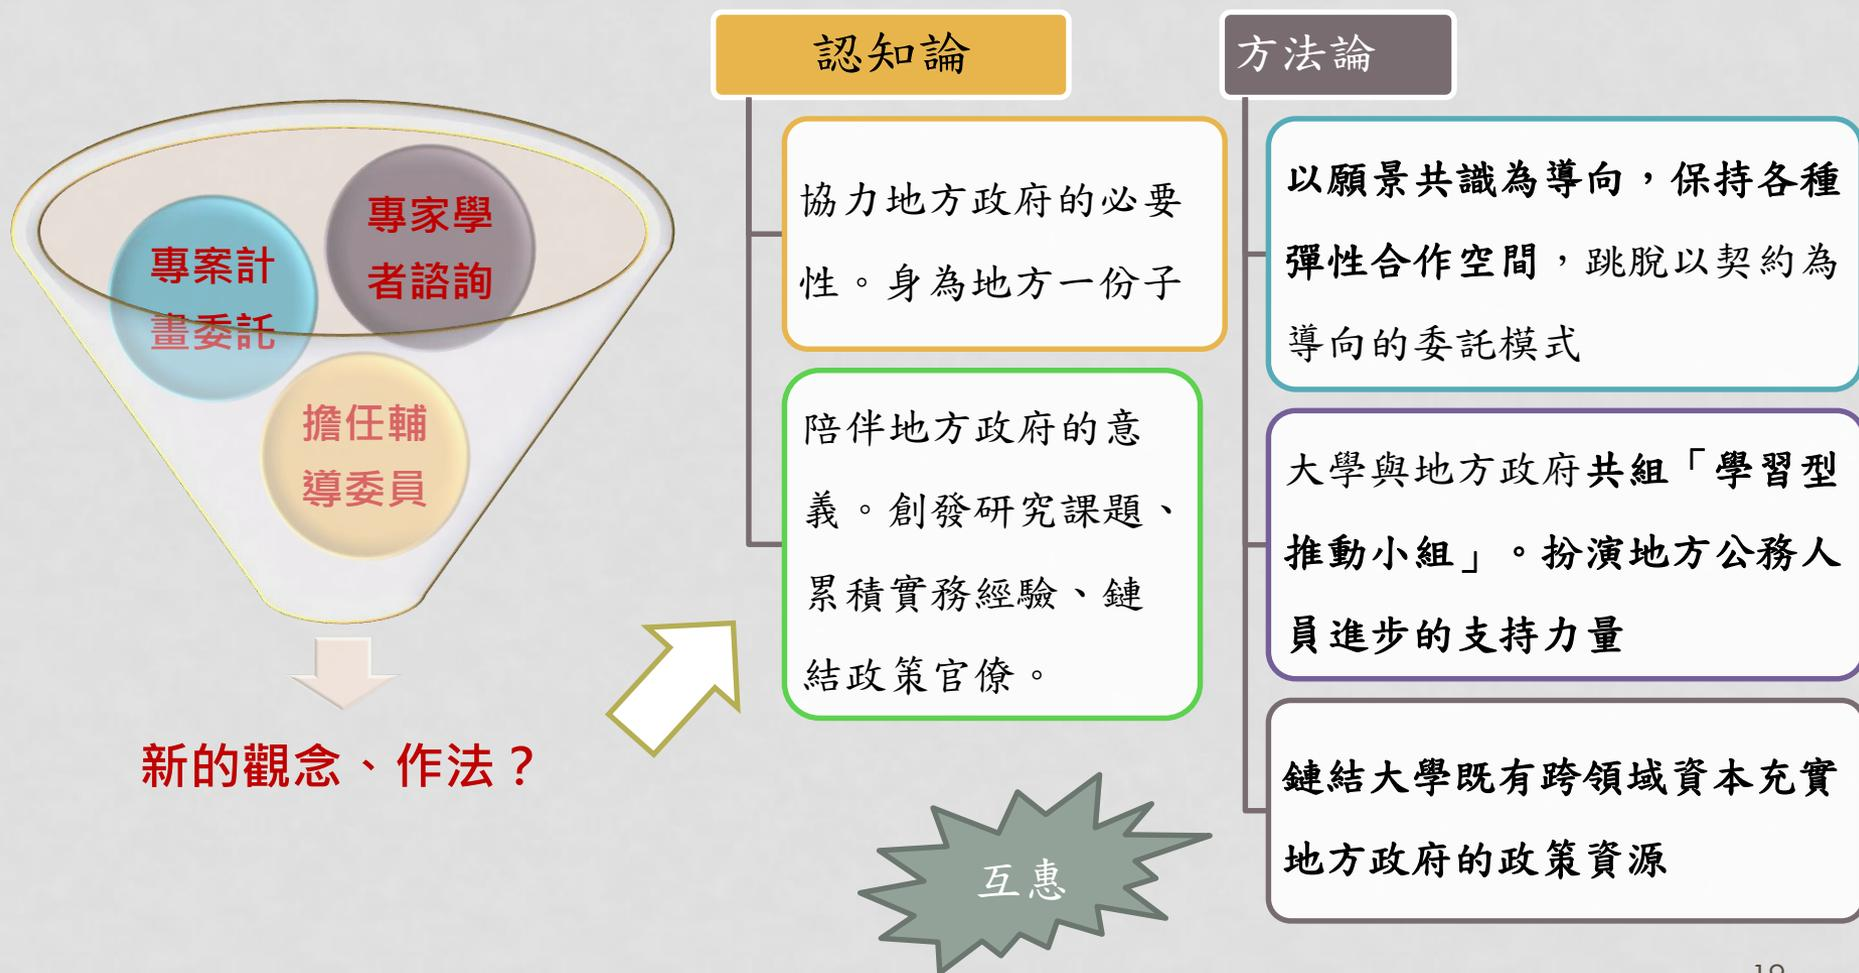 專案計
畫委託
專家學
者諮詢
擔任輔
導委員
新的觀念、作法？
認知論
協力地方政府的必要
性。身為地方一份子
陪伴地方政府的意
義。創發研究課題、
累積實務經驗、鏈
結政策官僚。
互惠
方法論
以願景共識為導向，保持各種
彈性合作空間，跳脫以契約為
導向的委託模式
大學與地方政府共組「學習型
推動小組」。扮演地方公務人
員進步的支持力量
鏈結大學既有跨領域資本充實
地方政府的政策資源